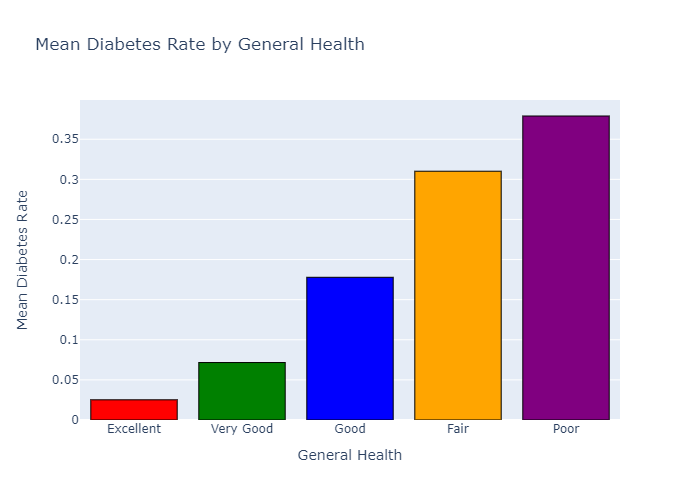 Mean Diabetes Rate by General Health
Mean Diabetes Rate
0.35
0.3
0.25
0.2
0.15
0.1
0.05
0
Excellent
Very Good
Good
Fair
Poor
General Health